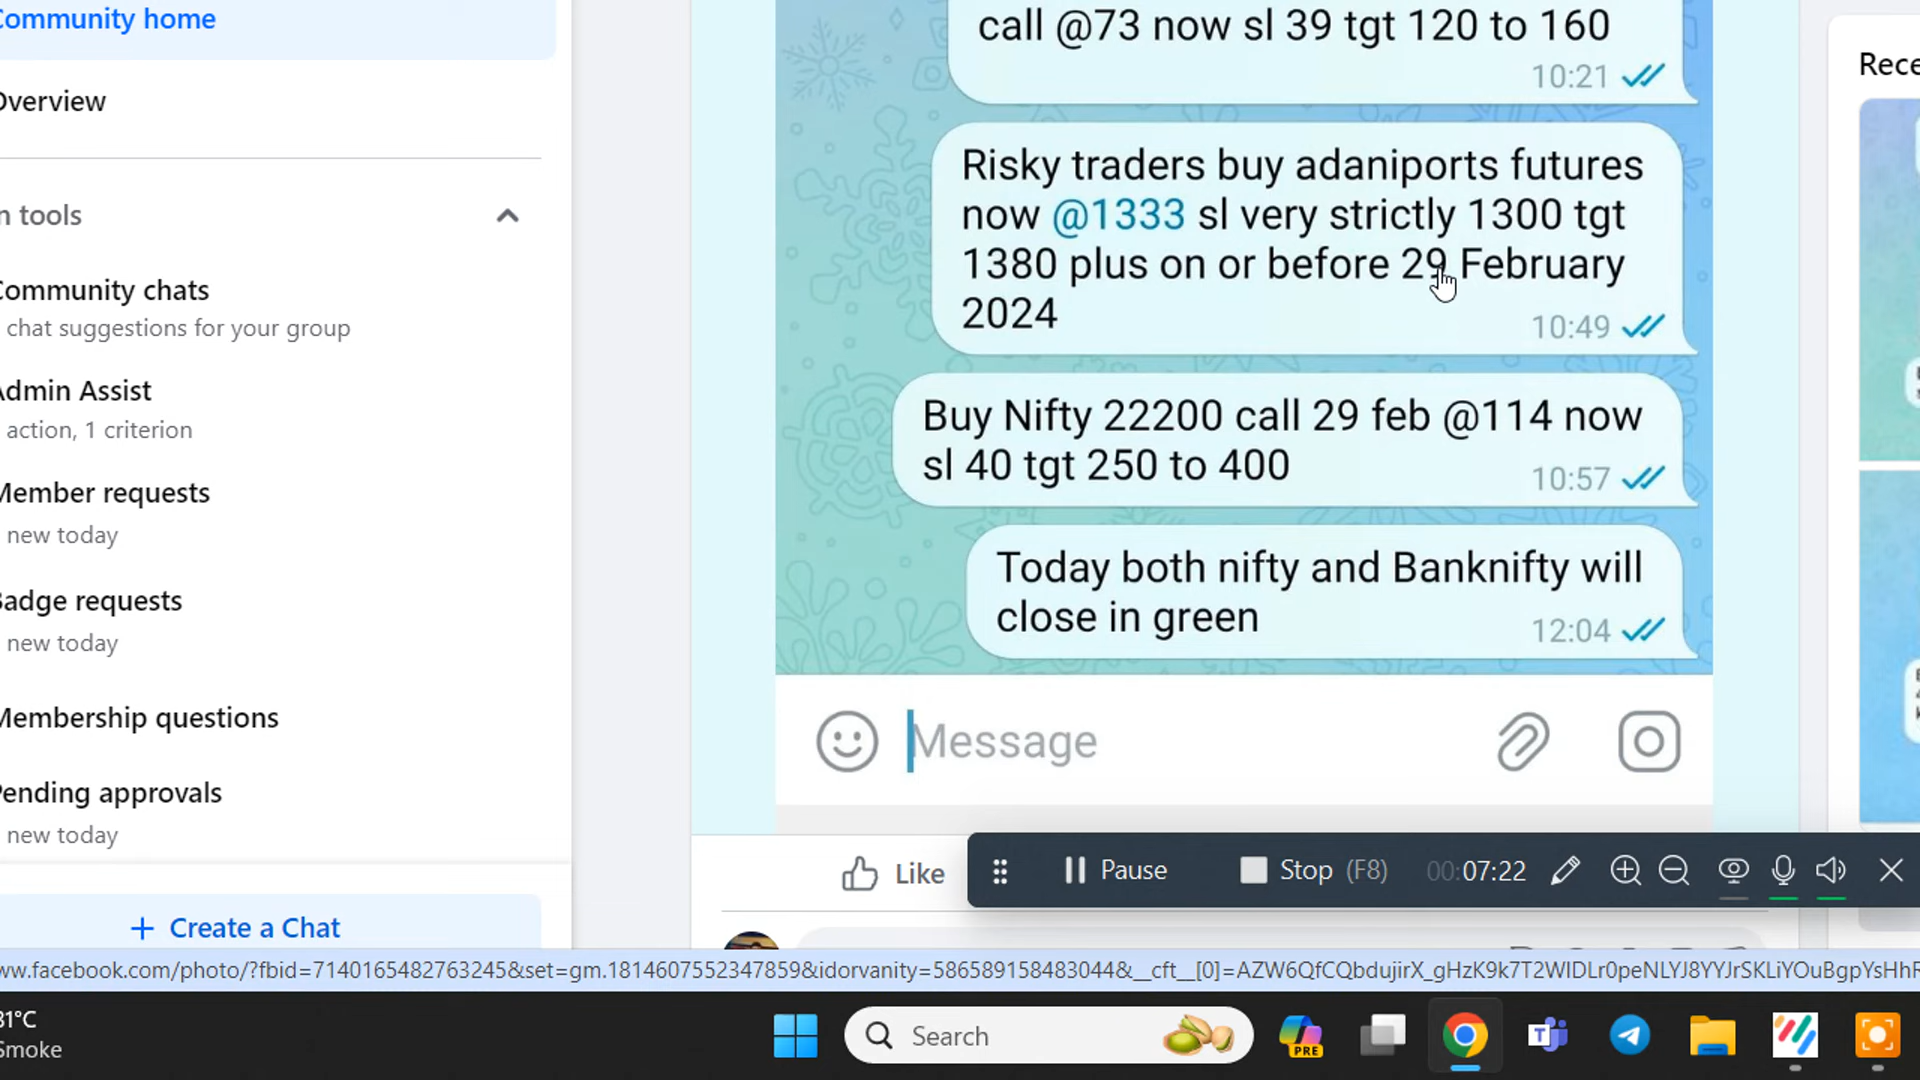 Community home
Overview
n tools
Community chats
chat suggestions for your group
Admin Assist
action, 1 criterion
Member requests
new today
Badge requests
new today
Membership questions
Pending approvals
new today
+ Create a Chat
call @73 now sl 39 tgt 120 to 160
10:21
Risky traders buy adaniports futures
now @1333 sl very strictly 1300 tgt
1380 plus on or before 29 February
2024
10:49
Buy Nifty 22200 call 29 feb @114 now
sl 40 tgt 250 to 400
10:57
Today both nifty and Banknifty will
close in green
12:04
Message
Like
Pause
Stop (F8)
00:07:22
Rece
ww.facebook.com/photo/?fbid=7140165482763245&set=gm.1814607552347859&idorvanity=586589158483044&__cft__[0]=AZW6QfCQbdujirX_gHzK9k7T2WIDLr0peNLYJ8YYJrSKLiYOuBgpYsHhR
31°C
Smoke
Search
PRE